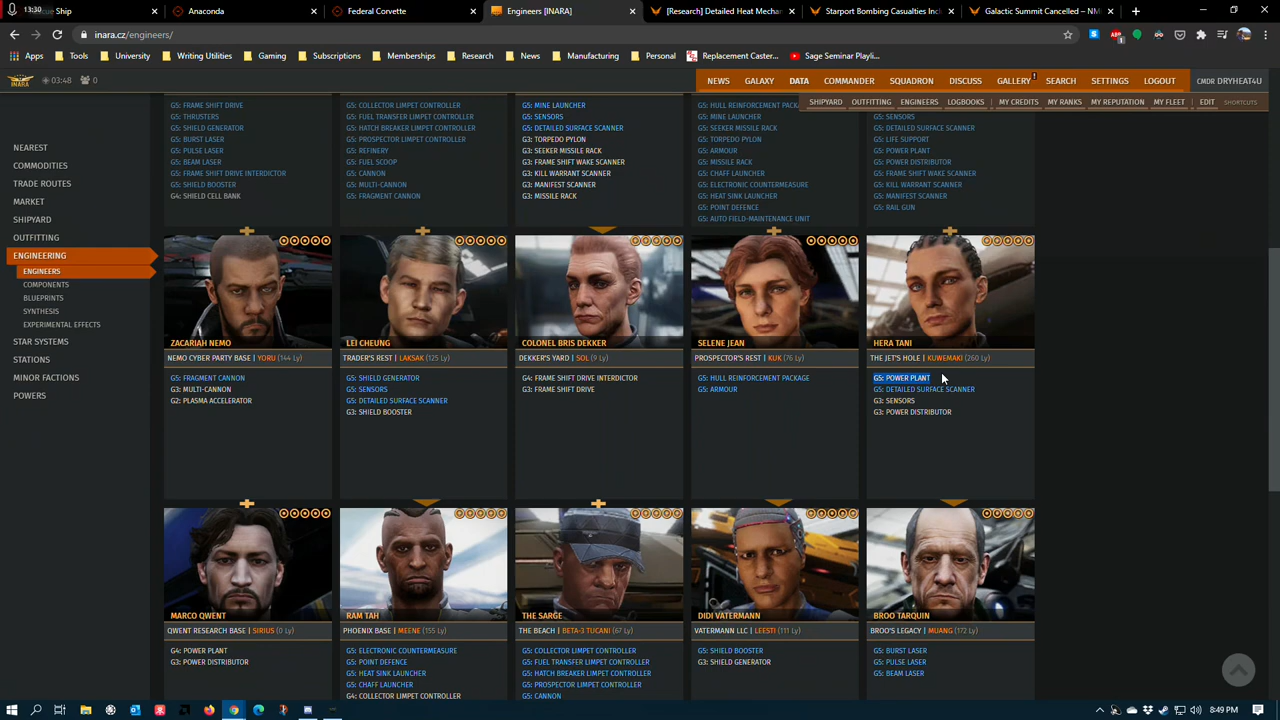 13:30
cue Ship
Anaconda
Federal Corvette
Engineers [INARA]
[Research] Detailed Heat Mechan
Starport Bombing Casualties Incl
Galactic Summit Cancelled – NMI
inara.cz/engineers/
Apps
Tools
University
Writing Utilities
Gaming
Subscriptions
Memberships
Research
News
Manufacturing
Personal
Replacement Caster...
Sage Seminar Playli...
INARA
03:48
0
NEWS
GALAXY
DATA
COMMANDER
SQUADRON
DISCUSS
GALLERY
SEARCH
SETTINGS
LOGOUT
CMDR DRYHEAT4U
SHIPYARD
OUTFITTING
ENGINEERS
LOGBOOKS
MY CREDITS
MY RANKS
MY REPUTATION
MY FLEET
EDIT
SHORTCUTS
NEAREST
COMMODITIES
TRADE ROUTES
MARKET
SHIPYARD
OUTFITTING
ENGINEERING
ENGINEERS
COMPONENTS
BLUEPRINTS
SYNTHESIS
EXPERIMENTAL EFFECTS
STAR SYSTEMS
STATIONS
MINOR FACTIONS
POWERS
G5: FRAME SHIFT DRIVE
G5: THRUSTERS
G5: SHIELD GENERATOR
G5: BURST LASER
G5: PULSE LASER
G5: BEAM LASER
G5: FRAME SHIFT DRIVE INTERDICTOR
G5: SHIELD BOOSTER
G4: SHIELD CELL BANK
G5: COLLECTOR LIMPET CONTROLLER
G5: FUEL TRANSFER LIMPET CONTROLLER
G5: HATCH BREAKER LIMPET CONTROLLER
G5: PROSPECTOR LIMPET CONTROLLER
G5: REFINERY
G5: FUEL SCOOP
G5: CANNON
G5: MULTI-CANNON
G5: FRAGMENT CANNON
G5: MINE LAUNCHER
G5: SENSORS
G5: DETAILED SURFACE SCANNER
G3: TORPEDO PYLON
G3: SEEKER MISSILE RACK
G3: FRAME SHIFT WAKE SCANNER
G3: KILL WARRANT SCANNER
G3: MANIFEST SCANNER
G3: MISSILE RACK
G5: HULL REINFORCEMENT PACKA
G5: MINE LAUNCHER
G5: SEEKER MISSILE RACK
G5: TORPEDO PYLON
G5: ARMOUR
G5: MISSILE RACK
G5: CHAFF LAUNCHER
G5: ELECTRONIC COUNTERMEASURE
G5: HEAT SINK LAUNCHER
G5: POINT DEFENCE
G5: AUTO FIELD-MAINTENANCE UNIT
G5: SENSORS
G5: DETAILED SURFACE SCANNER
G5: LIFE SUPPORT
G5: POWER PLANT
G5: POWER DISTRIBUTOR
G5: FRAME SHIFT WAKE SCANNER
G5: KILL WARRANT SCANNER
G5: MANIFEST SCANNER
G5: RAIL GUN
ZACARIAH NEMO
NEMO CYBER PARTY BASE | YORU (144 Ly)
G5: FRAGMENT CANNON
G3: MULTI-CANNON
G2: PLASMA ACCELERATOR
LEI CHEUNG
TRADER'S REST | LAKSAK (125 Ly)
G5: SHIELD GENERATOR
G5: SENSORS
G5: DETAILED SURFACE SCANNER
G3: SHIELD BOOSTER
COLONEL BRIS DEKKER
DEKKER'S YARD | SOL (9 Ly)
G4: FRAME SHIFT DRIVE INTERDICTOR
G3: FRAME SHIFT DRIVE
SELENE JEAN
PROSPECTOR'S REST | KUK (76 Ly)
G5: HULL REINFORCEMENT PACKAGE
G5: ARMOUR
HERA TANI
THE JET'S HOLE | KUWEMAKI (260 Ly)
G5: POWER PLANT
G5: DETAILED SURFACE SCANNER
G3: SENSORS
G3: POWER DISTRIBUTOR
MARCO QWENT
QWENT RESEARCH BASE | SIRIUS (0 Ly)
G4: POWER PLANT
G3: POWER DISTRIBUTOR
RAM TAH
PHOENIX BASE | MEENE (155 Ly)
G5: ELECTRONIC COUNTERMEASURE
G5: POINT DEFENCE
G5: HEAT SINK LAUNCHER
G5: CHAFF LAUNCHER
G4: COLLECTOR LIMPET CONTROLLER
THE SARGE
THE BEACH | BETA-3 TUCANI (67 Ly)
G5: COLLECTOR LIMPET CONTROLLER
G5: FUEL TRANSFER LIMPET CONTROLLER
G5: HATCH BREAKER LIMPET CONTROLLER
G5: PROSPECTOR LIMPET CONTROLLER
G5: CANNON
DIDI VATERMANN
VATERMANN LLC | LEESTI (111 Ly)
G5: SHIELD BOOSTER
G3: SHIELD GENERATOR
BROO TARQUIN
BROO'S LEGACY | MUANG (172 Ly)
G5: BURST LASER
G5: PULSE LASER
G5: BEAM LASER
8:49 PM